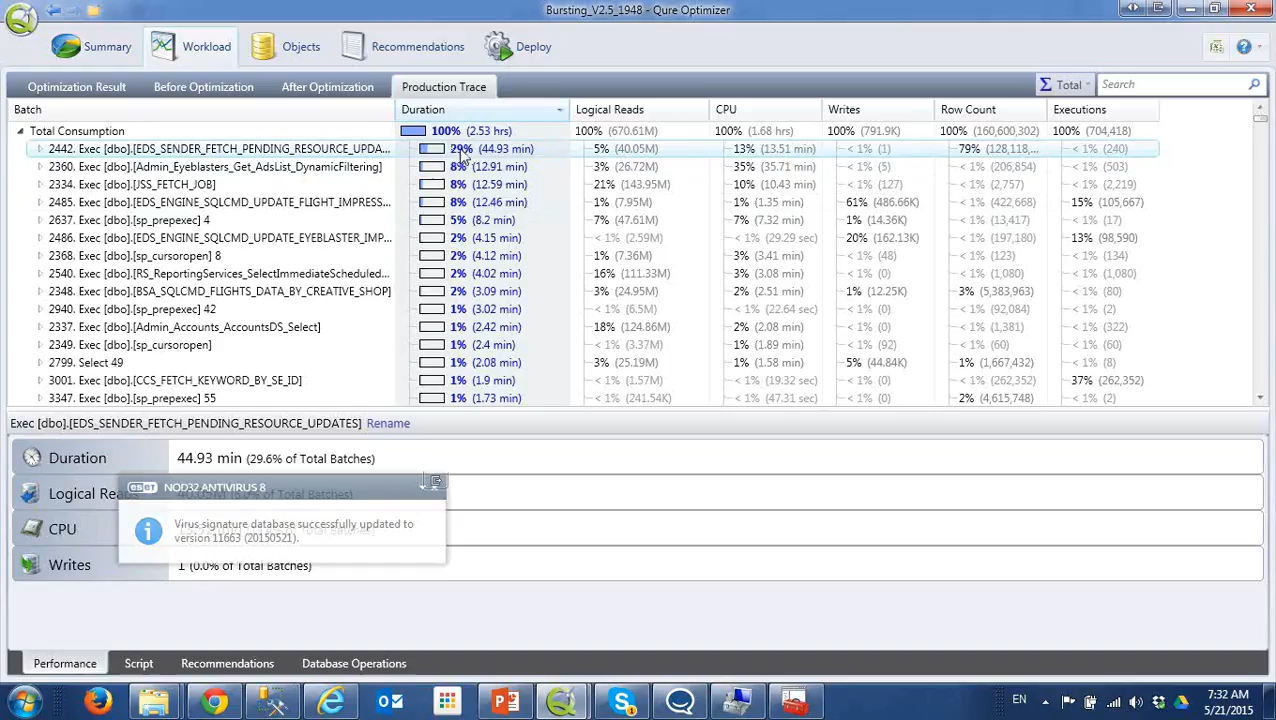 Bursting_V2.5_1948 - Qure Optimizer
Summary Workload Objects Recommendations Deploy
Optimization Result Before Optimization After Optimization Production Trace Σ Total Search
Batch Duration Logical Reads CPU Writes Row Count Executions
Total Consumption 100% (2.53 hrs) 100% (670.61M) 100% (1.68 hrs) 100% (791.9K) 100% (160,600,302) 100% (704,418)
2442. Exec [dbo].[EDS_SENDER_FETCH_PENDING_RESOURCE_UPDA... 29% (44.93 min) 5% (40.05M) 13% (13.51 min) < 1% (1) 79% (128,118,... < 1% (240)
2360. Exec [dbo].[Admin_Eyeblasters_Get_AdsList_DynamicFiltering] 8% (12.91 min) 3% (26.72M) 35% (35.71 min) < 1% (5) < 1% (206,854) < 1% (503)
2334. Exec [dbo].[JSS_FETCH_JOB] 8% (12.59 min) 21% (143.95M) 10% (10.43 min) < 1% (127) < 1% (2,757) < 1% (2,219)
2485. Exec [dbo].[EDS_ENGINE_SQLCMD_UPDATE_FLIGHT_IMPRESS... 8% (12.46 min) 1% (7.95M) 1% (1.35 min) 61% (486.66K) < 1% (422,668) 15% (105,667)
2637. Exec [dbo].[sp_prepexec] 4 5% (8.2 min) 7% (47.61M) 7% (7.32 min) 1% (14.36K) < 1% (13,417) < 1% (17)
2486. Exec [dbo].[EDS_ENGINE_SQLCMD_UPDATE_EYEBLASTER_IMP... 2% (4.15 min) < 1% (2.59M) < 1% (29.29 sec) 20% (162.13K) < 1% (197,180) 13% (98,590)
2368. Exec [dbo].[sp_cursoropen] 8 2% (4.12 min) 1% (7.36M) 3% (3.41 min) < 1% (48) < 1% (123) < 1% (134)
2540. Exec [dbo].[RS_ReportingServices_SelectImmediateScheduled... 2% (4.02 min) 16% (111.33M) 3% (3.08 min) < 1% (0) < 1% (1,080) < 1% (1,080)
2348. Exec [dbo].[BSA_SQLCMD_FLIGHTS_DATA_BY_CREATIVE_SHOP] 2% (3.09 min) 3% (24.95M) 2% (2.51 min) 1% (12.25K) 3% (5,383,963) < 1% (80)
2940. Exec [dbo].[sp_prepexec] 42 1% (3.02 min) < 1% (6.5M) < 1% (22.64 sec) < 1% (0) < 1% (92,084) < 1% (2)
2337. Exec [dbo].[Admin_Accounts_AccountsDS_Select] 1% (2.42 min) 18% (124.86M) 2% (2.08 min) < 1% (0) < 1% (1,381) < 1% (322)
2349. Exec [dbo].[sp_cursoropen] 1% (2.4 min) < 1% (3.37M) 1% (1.89 min) < 1% (92) < 1% (60) < 1% (60)
2799. Select 49 1% (2.08 min) 3% (25.19M) 1% (1.58 min) 5% (44.84K) 1% (1,667,432) < 1% (8)
3001. Exec [dbo].[CCS_FETCH_KEYWORD_BY_SE_ID] 1% (1.9 min) < 1% (1.57M) < 1% (19.32 sec) < 1% (0) < 1% (262,352) 37% (262,352)
3347. Exec [dbo].[sp_prepexec] 55 1% (1.73 min) < 1% (241.54K) < 1% (47.31 sec) < 1% (0) 2% (4,615,748) < 1% (2)
Exec [dbo].[EDS_SENDER_FETCH_PENDING_RESOURCE_UPDATES] Rename
Duration 44.93 min (29.6% of Total Batches)
Logical Reads
CPU
Writes 1 (0.0% of Total Batches)
eset NOD32 ANTIVIRUS 8
Virus signature database successfully updated to
version 11663 (20150521).
Performance Script Recommendations Database Operations
EN 7:32 AM
5/21/2015